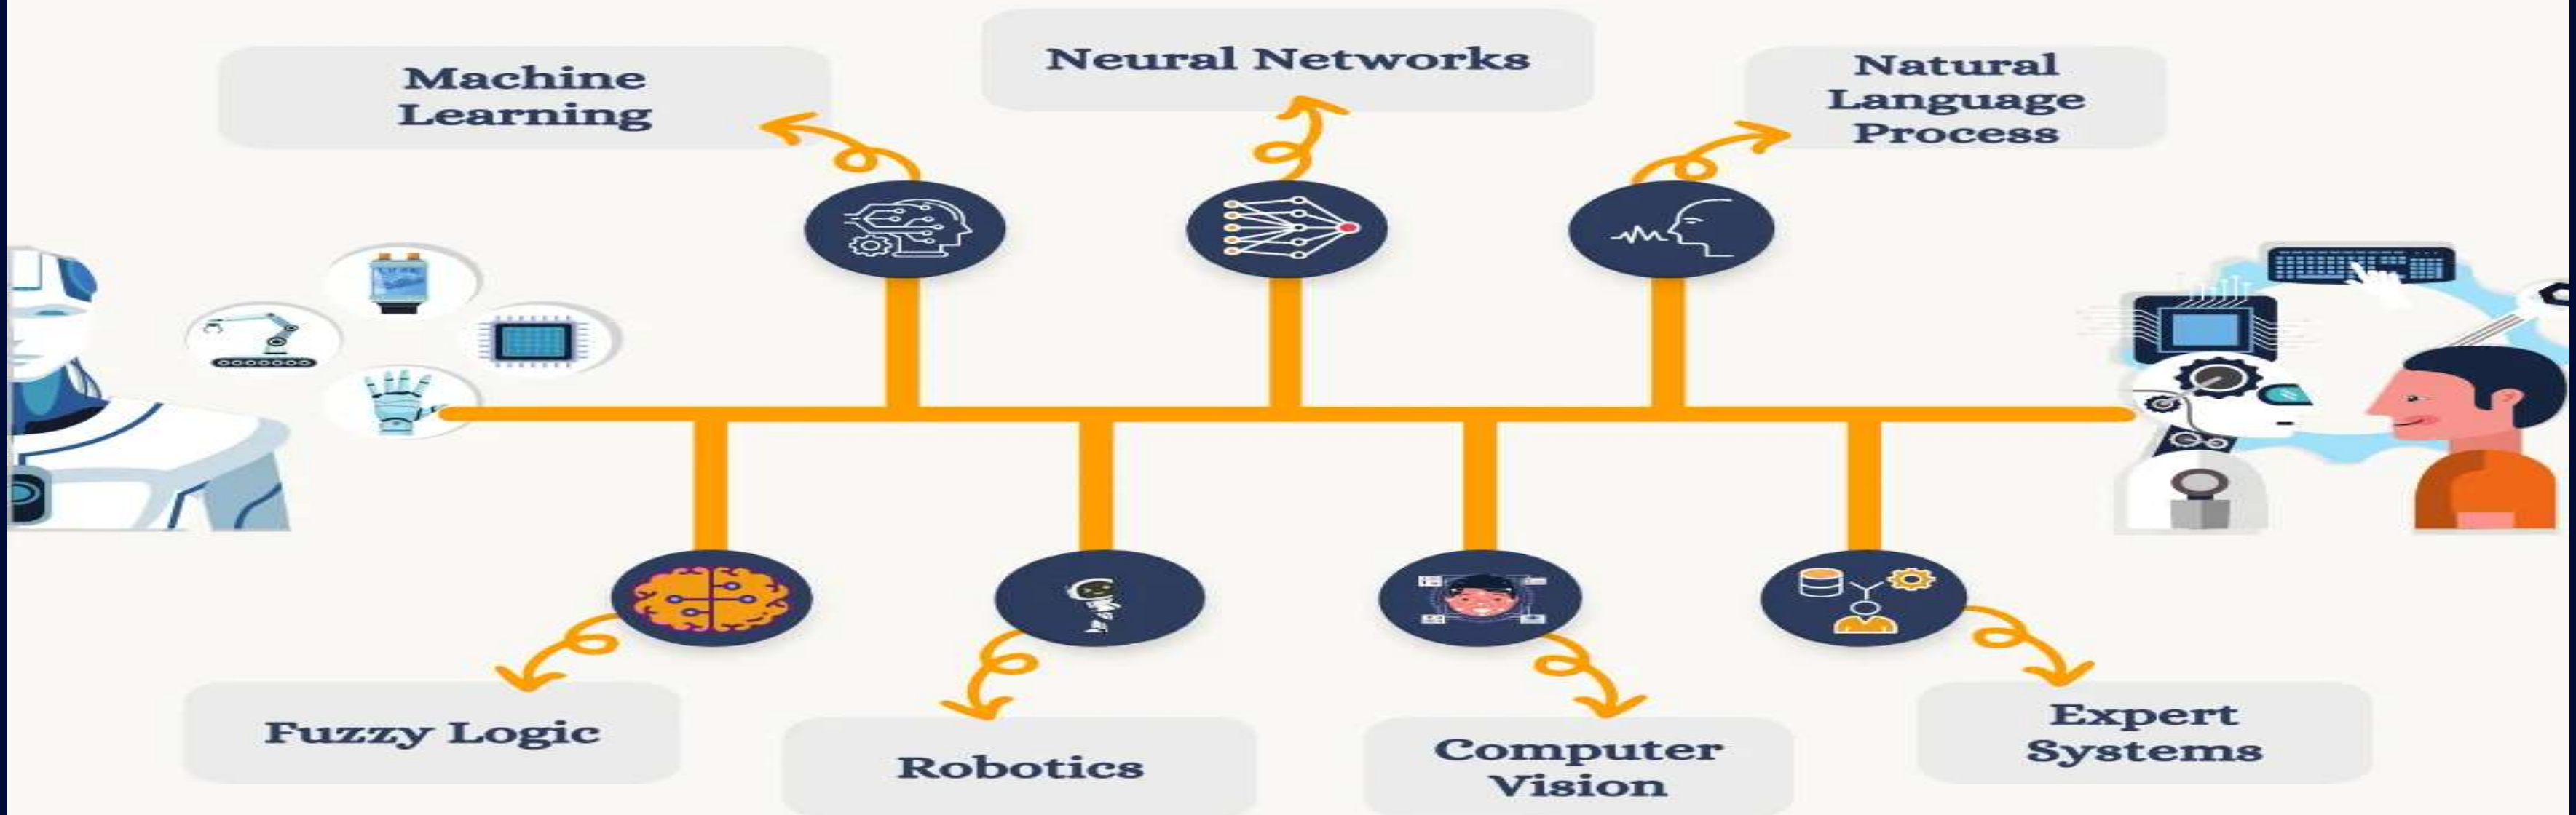 Machine
Learning
Neural Networks
Natural
Language
Process
Fuzzy Logic
Robotics
Computer
Vision
Expert
Systems